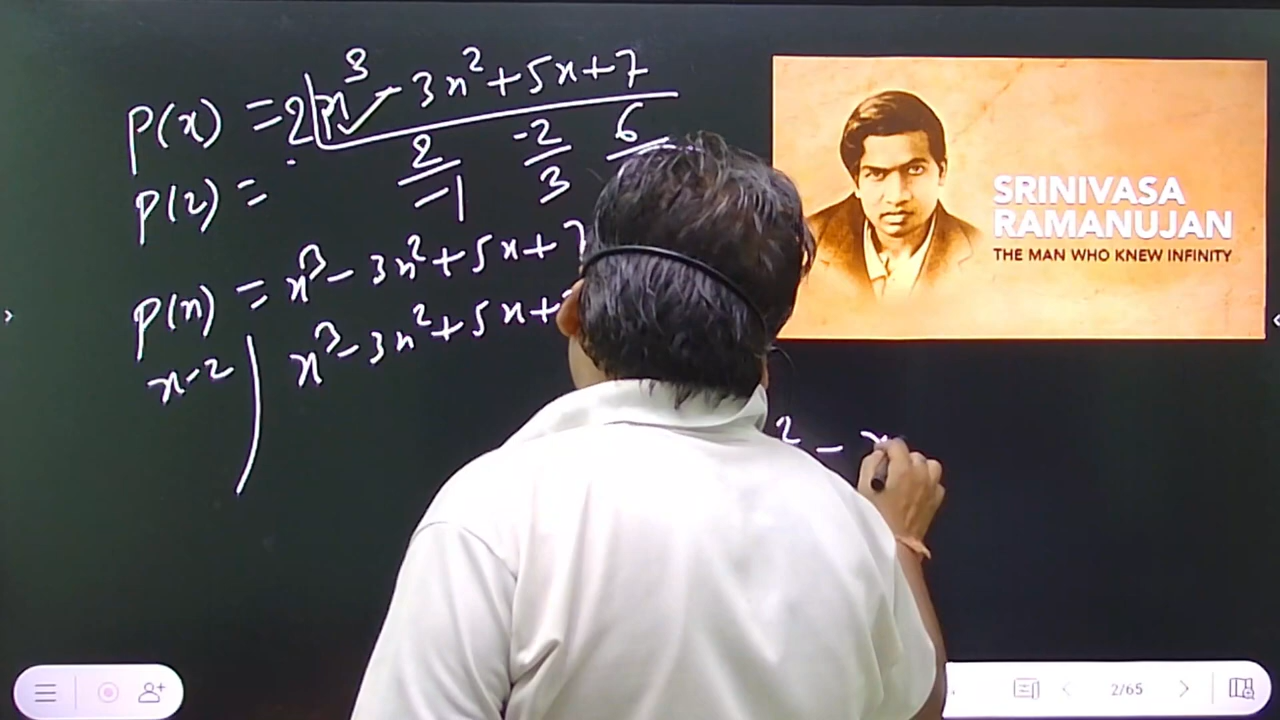 P(x) = 2 | x³ - 3x² + 5x + 7
2 -2 6
P(2) = -1 3
P(x) = x³ - 3x² + 5x + 7
x-2 ) x³ - 3x² + 5x +
² - x
SRINIVASA
RAMANUJAN
THE MAN WHO KNEW INFINITY
2/65